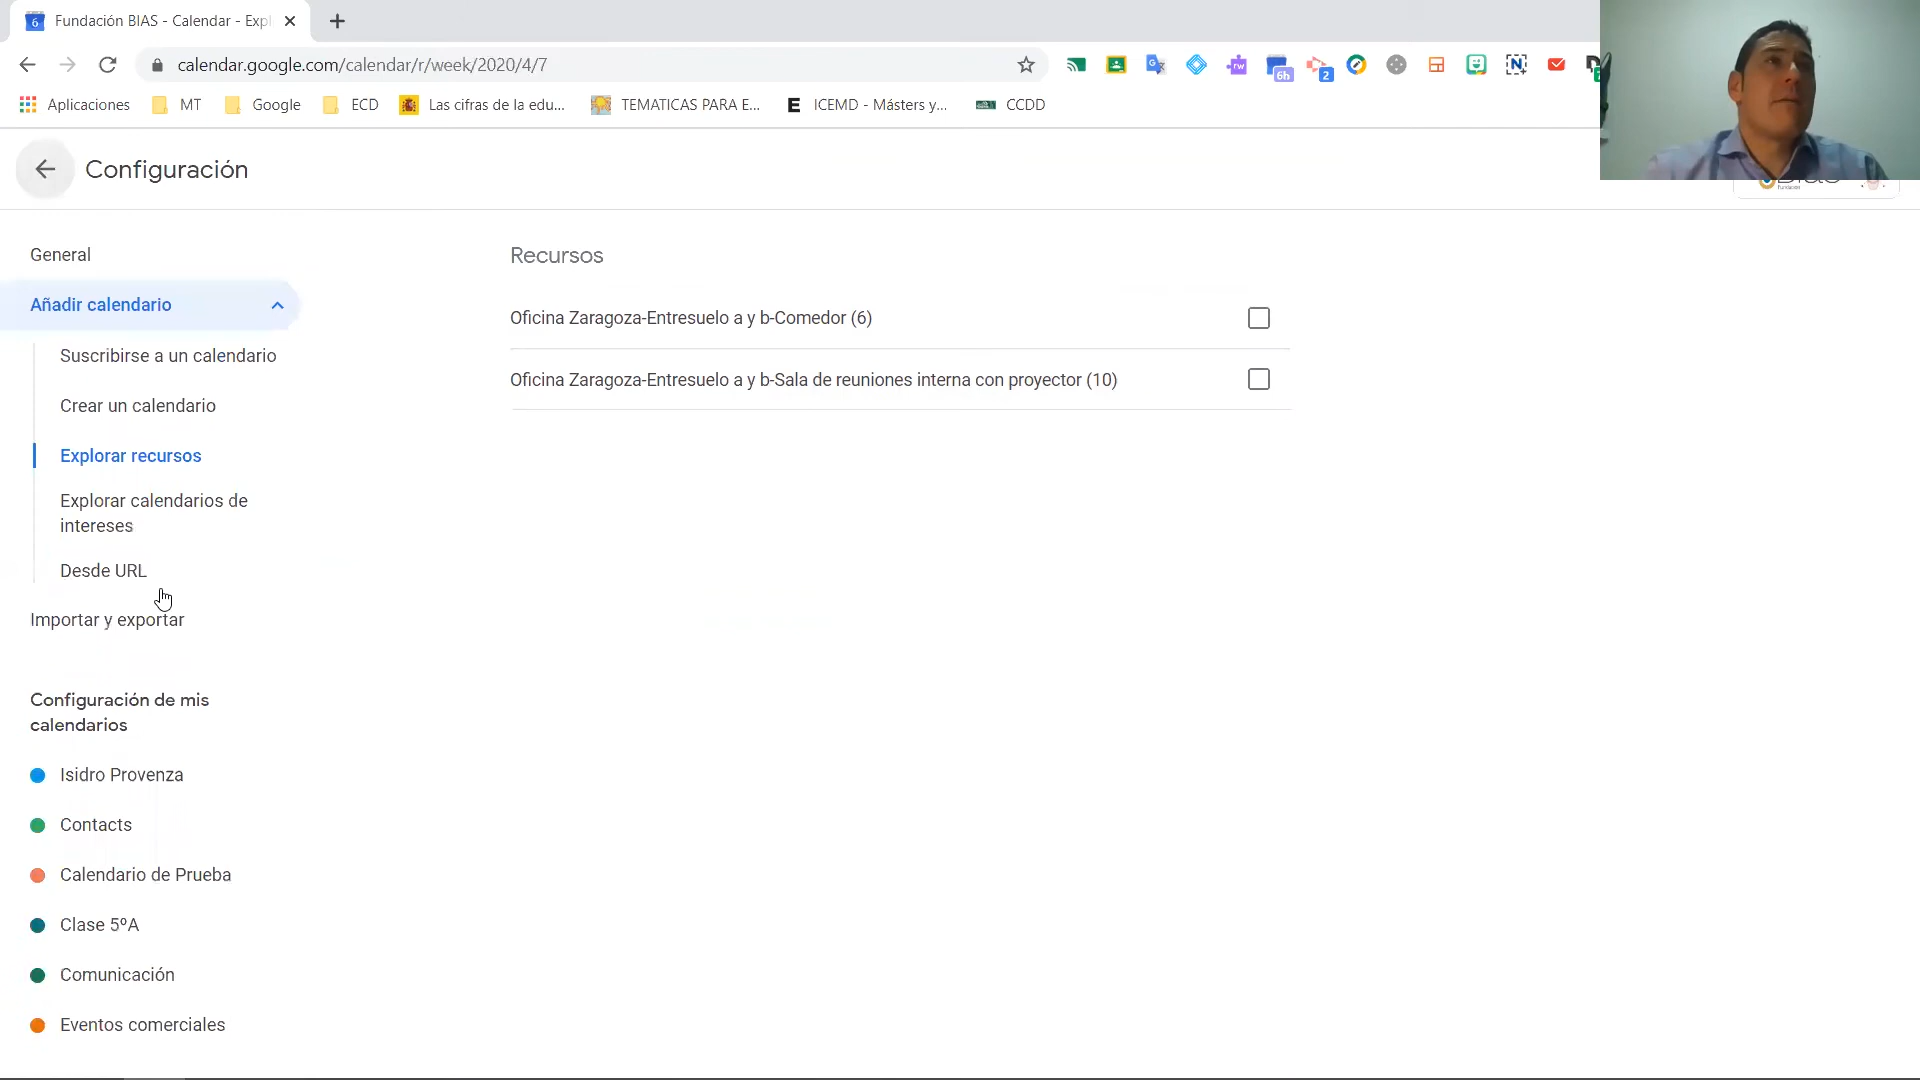 6
Fundación BIAS - Calendar - Expl
calendar.google.com/calendar/r/week/2020/4/7
6h
2
Aplicaciones
MT
Google
ECD
Las cifras de la edu...
TEMATICAS PARA E...
ICEMD - Másters y...
CCDD
Configuración
General
Recursos
Añadir calendario
Oficina Zaragoza-Entresuelo a y b-Comedor (6)
Suscribirse a un calendario
Oficina Zaragoza-Entresuelo a y b-Sala de reuniones interna con proyector (10)
Crear un calendario
Explorar recursos
Explorar calendarios de
intereses
Desde URL
Importar y exportar
Configuración de mis
calendarios
Isidro Provenza
Contacts
Calendario de Prueba
Clase 5ºA
Comunicación
Eventos comerciales